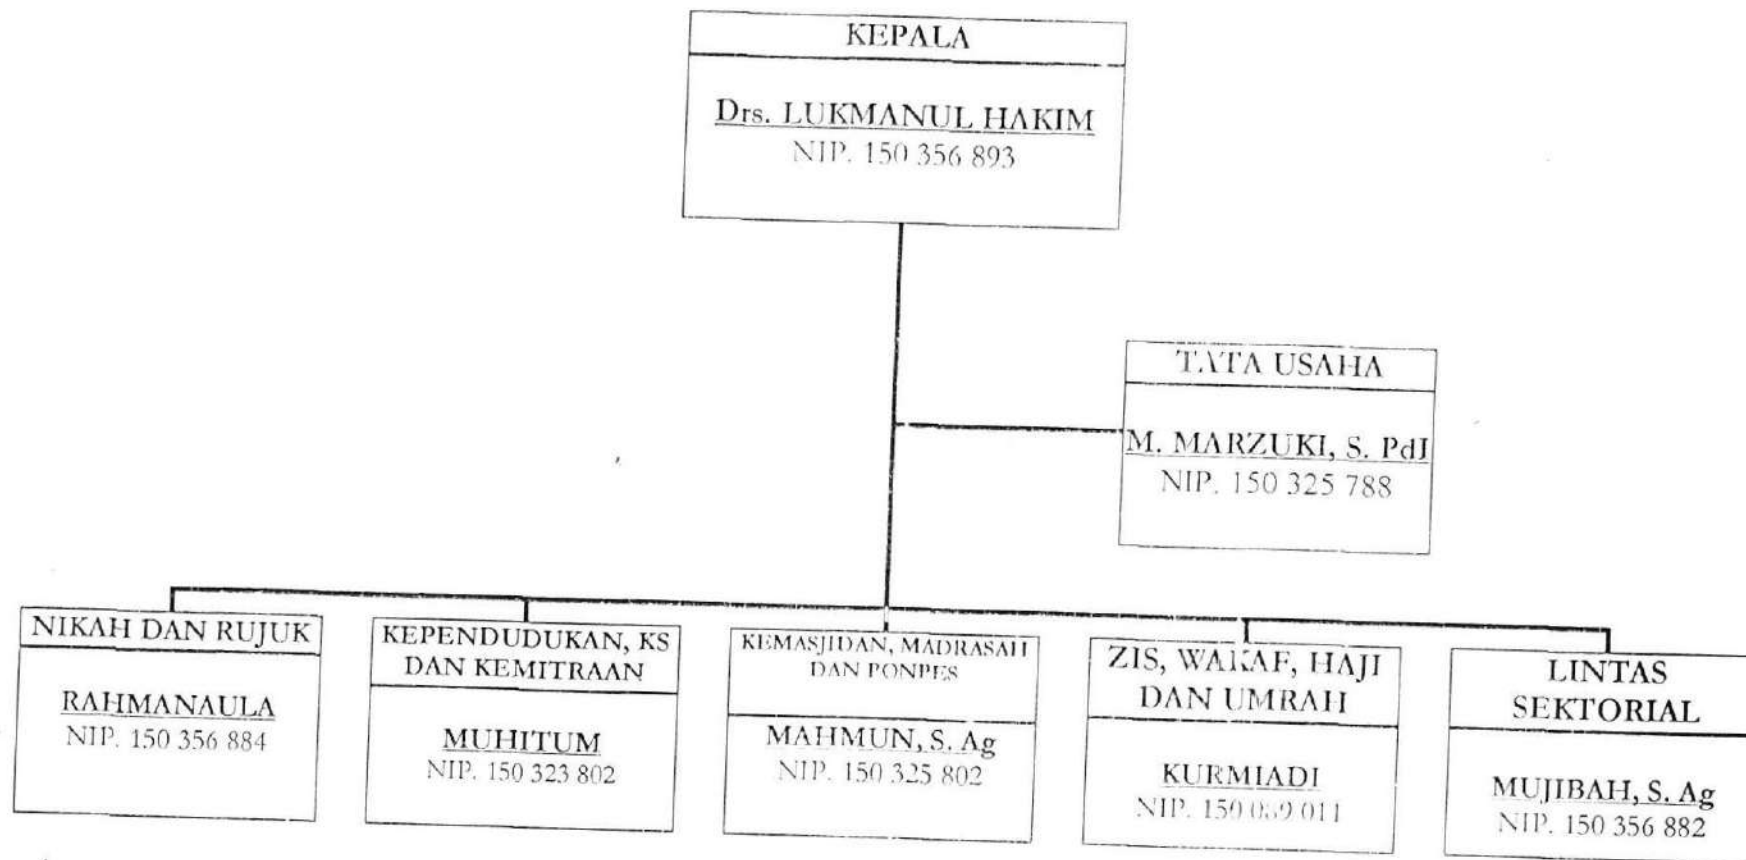 KEPALA
Drs. LUKMANUL HAKIM
NIP. 150 356 893
TATA USAHA
M. MARZUKI, S. PdI
NIP. 150 325 788
NIKAH DAN RUJUK
RAHMANAULA
NIP. 150 356 884
KEPENDUDUKAN, KS
DAN KEMITRAAN
MUHITUM
NIP. 150 323 802
KEMASJIDAN, MADRASAH
DAN PONPES
MAHMUN, S. Ag
NIP. 150 325 802
ZIS, WAKAF, HAJI
DAN UMRAH
KURMIADI
NIP. 150 011
LINTAS
SEKTORIAL
MUJIBAH, S. Ag
NIP. 150 356 882